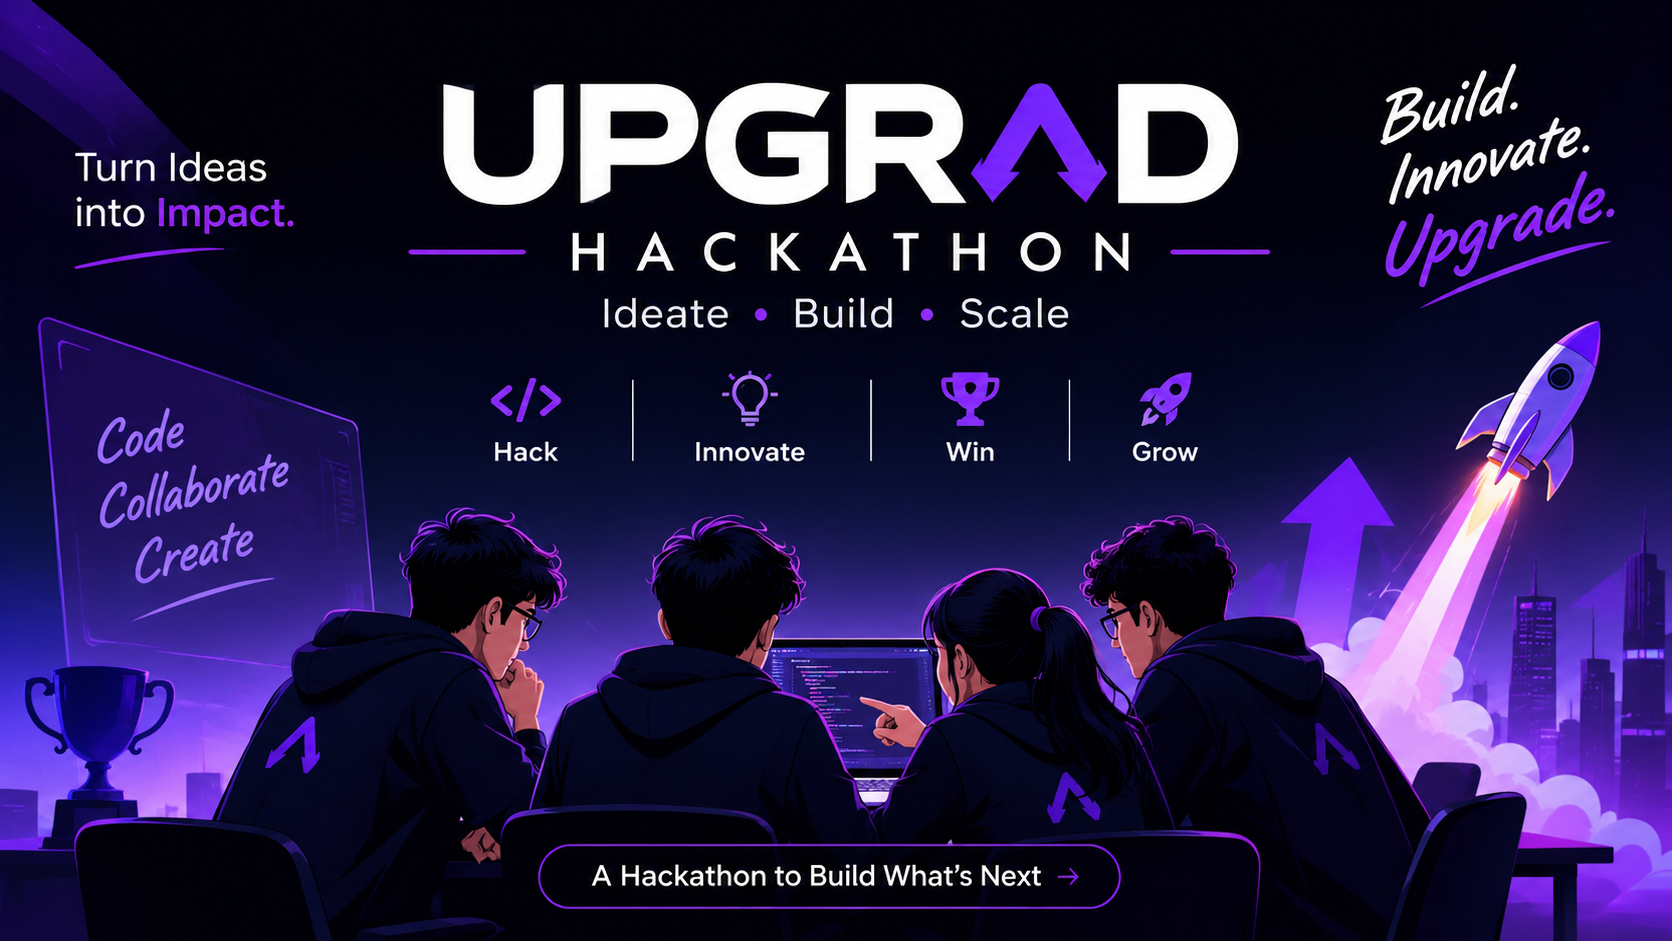 UPGRAD
HACKATHON
Ideate • Build • Scale
Turn Ideas
into Impact.
Build.
Innovate.
Upgrade.
Hack
Innovate
Win
Grow
Code
Collaborate
Create
A Hackathon to Build What's Next →